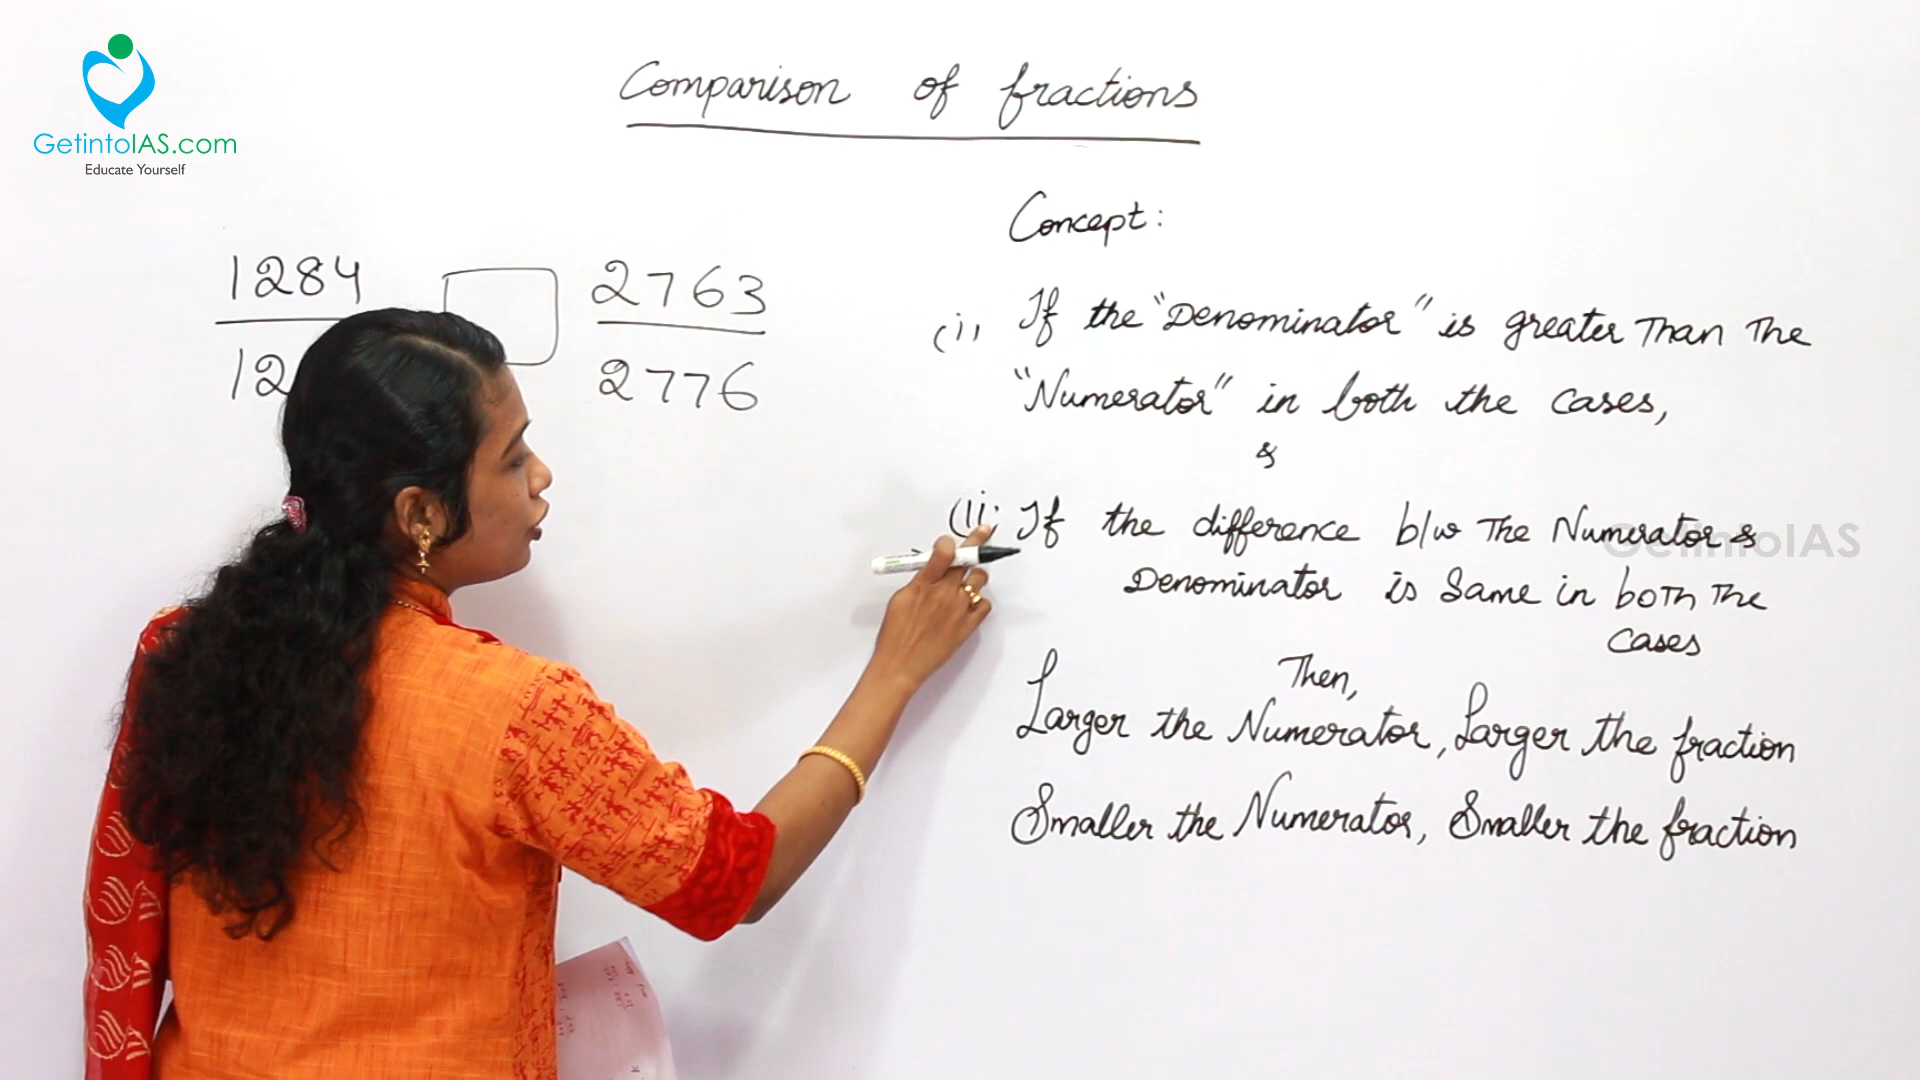 GetintoIAS.com
Educate Yourself
Comparison of fractions
Concept:
1284 2763
12 2776
(i) If the "Denominator" is greater Than The
"Numerator" in both the cases,
&
(ii) If the difference b/w The Numerator &
Denominator is Same in both The
cases
Then,
Larger the Numerator, Larger the fraction
Smaller the Numerator, Smaller the fraction
GetintoIAS